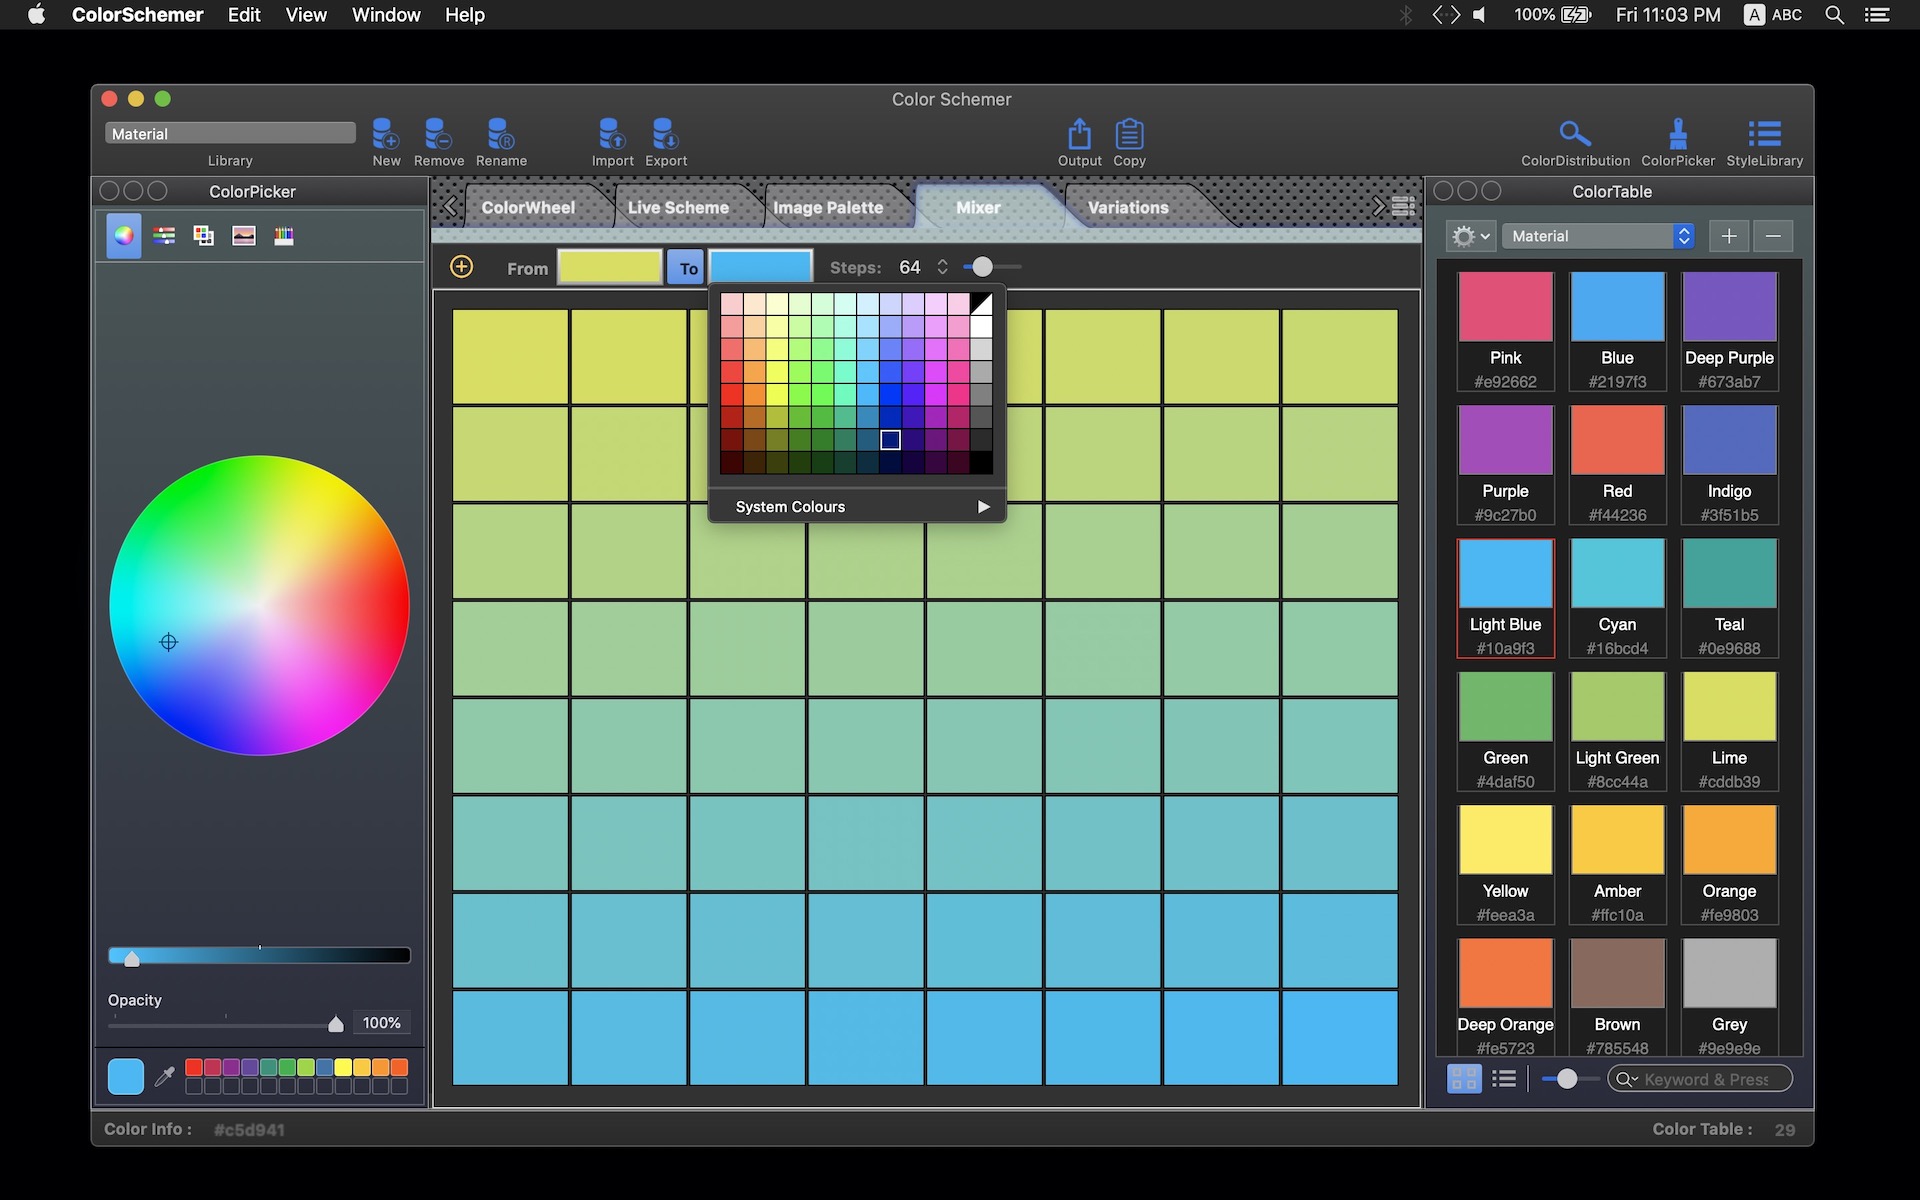 ColorSchemer Edit View Window Help 100% Fri 11:03 PM A ABC
Color Schemer
Material
Library New Remove Rename Import Export Output Copy ColorDistribution ColorPicker StyleLibrary
ColorPicker
ColorWheel Live Scheme Image Palette Mixer Variations
From To Steps: 64
System Colours
Opacity
100%
ColorTable
Material
Pink Blue Deep Purple
#e92662 #2197f3 #673ab7
Purple Red Indigo
#9c27b0 #f44236 #3f51b5
Light Blue Cyan Teal
#10a9f3 #16bcd4 #0e9688
Green Light Green Lime
#4daf50 #8cc44a #cddb39
Yellow Amber Orange
#feea3a #ffc10a #fe9803
Deep Orange Brown Grey
#fe5723 #785548 #9e9e9e
Keyword & Press
Color Info : #c5d941
Color Table : 29